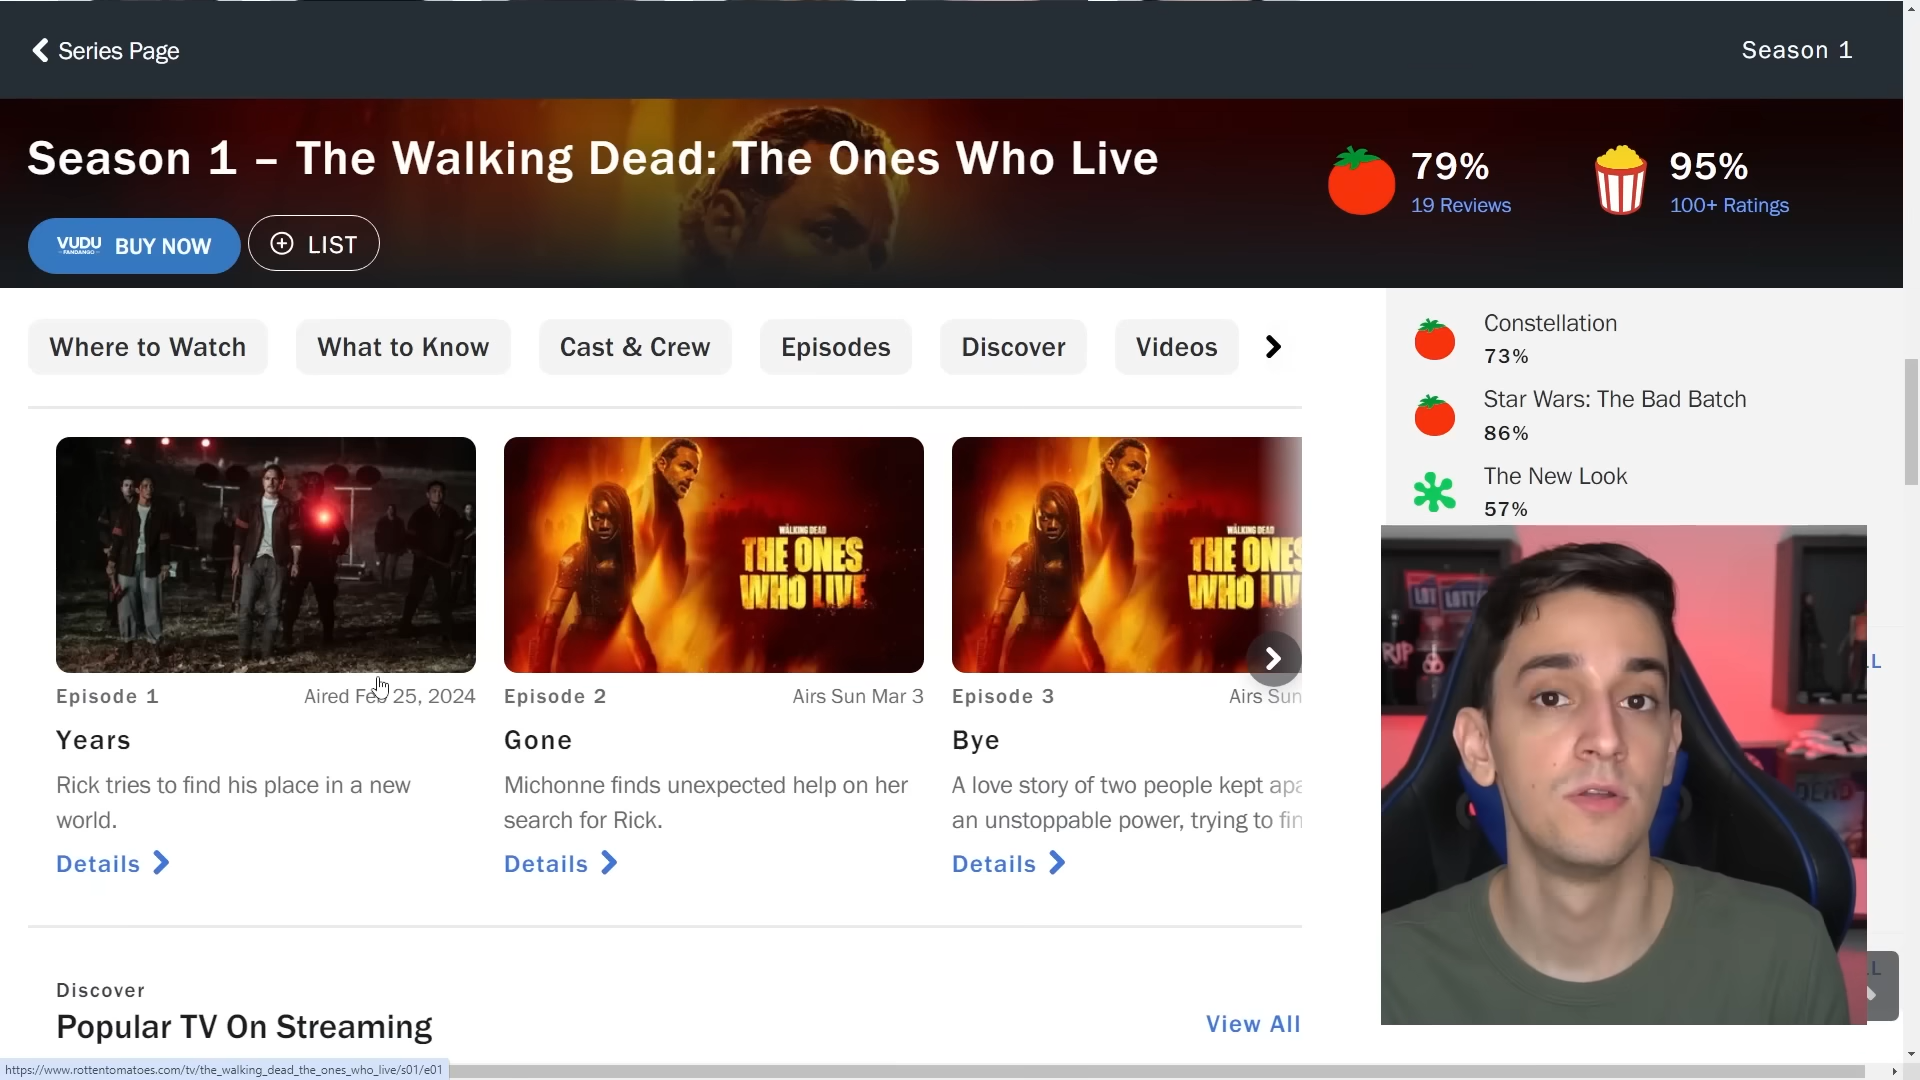 Series Page
Season 1
Season 1 – The Walking Dead: The Ones Who Live
79%
19 Reviews
95%
100+ Ratings
VUDU
FANDANGO
BUY NOW
LIST
Where to Watch
What to Know
Cast & Crew
Episodes
Discover
Videos
Constellation
73%
Star Wars: The Bad Batch
86%
The New Look
57%
WALKING DEAD
THE ONES
WHO LIVE
WALKING DEAD
THE ONES
WHO LIV
Episode 1
Aired Feb 25, 2024
Episode 2
Airs Sun Mar 3
Episode 3
Airs Sun
Years
Gone
Bye
Rick tries to find his place in a new
world.
Michonne finds unexpected help on her
search for Rick.
A love story of two people kept apa
an unstoppable power, trying to fin
Details
Details
Details
Discover
Popular TV On Streaming
View All
https://www.rottentomatoes.com/tv/the_walking_dead_the_ones_who_live/s01/e01